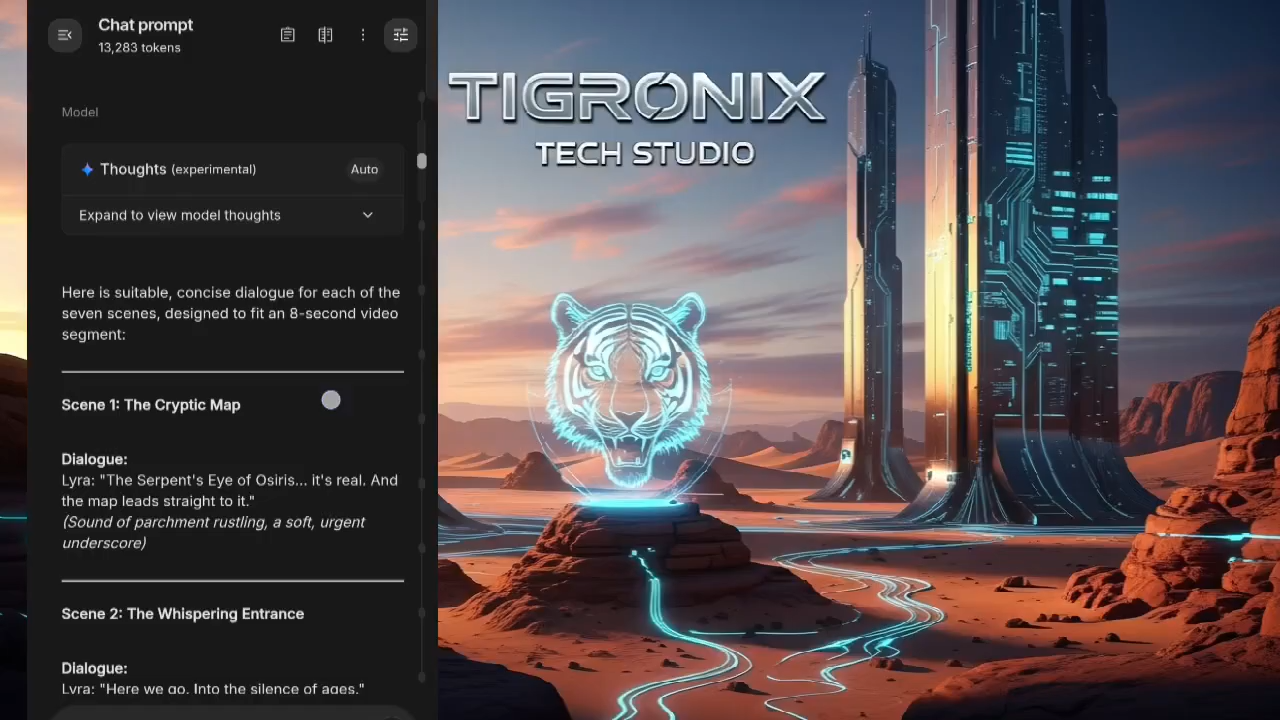 Chat prompt
13,283 tokens
Model
Thoughts (experimental)
Auto
Expand to view model thoughts
Here is suitable, concise dialogue for each of the
seven scenes, designed to fit an 8-second video
segment:
Scene 1: The Cryptic Map
Dialogue:
Lyra: "The Serpent's Eye of Osiris... it's real. And
the map leads straight to it."
(Sound of parchment rustling, a soft, urgent
underscore)
Scene 2: The Whispering Entrance
Dialogue:
Lyra: "Here we go. Into the silence of ages."
TIGRONIX
TECH STUDIO